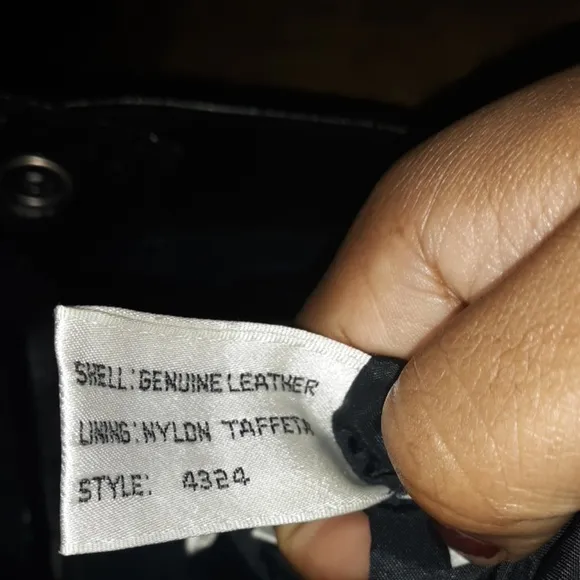 SHELL: GENUINE LEATHER
LINING: NYLON TAFFETA
STYLE: 4324